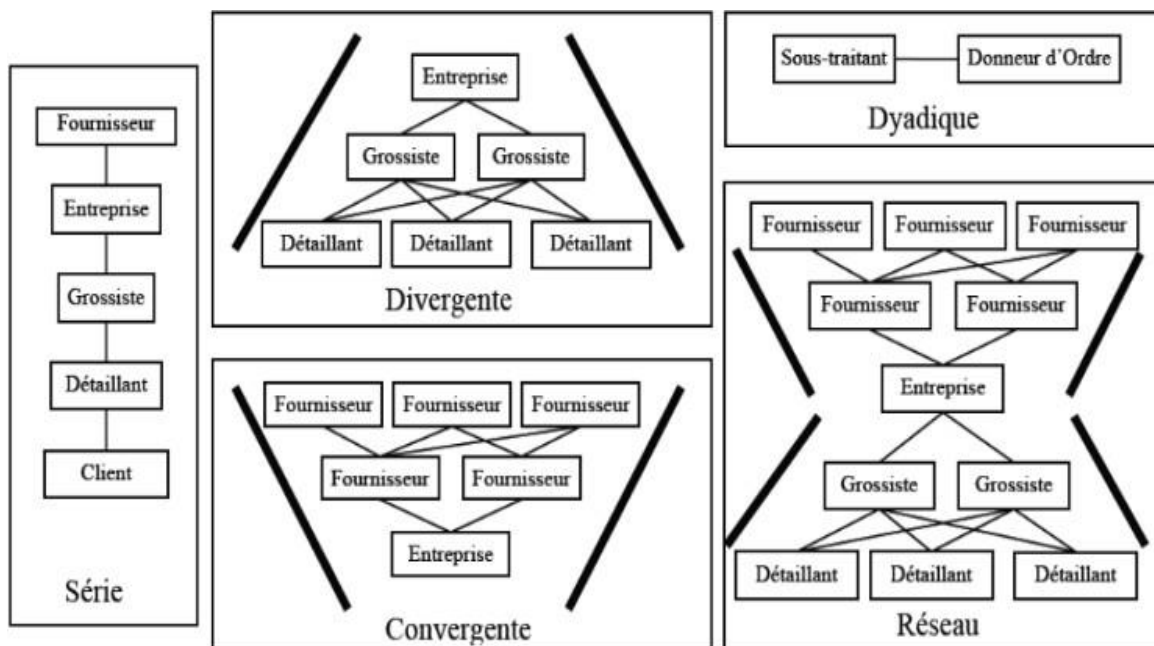 Fournisseur
Entreprise
Grossiste
Détaillant
Client
Série
Entreprise
Grossiste Grossiste
Détaillant Détaillant Détaillant
Divergente
Fournisseur Fournisseur Fournisseur
Fournisseur Fournisseur
Entreprise
Convergente
Sous-traitant Donneur d'Ordre
Dyadique
Fournisseur Fournisseur Fournisseur
Fournisseur Fournisseur
Entreprise
Grossiste Grossiste
Détaillant Détaillant Détaillant
Réseau